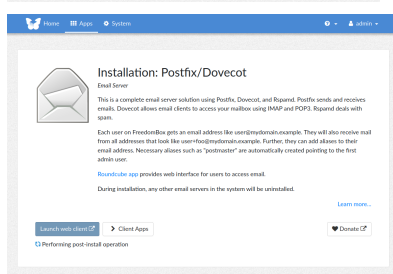 Home Apps System admin
Installation: Postfix/Dovecot
Email Server
This is a complete email server solution using Postfix, Dovecot, and Rspamd. Postfix sends and receives
emails. Dovecot allows email clients to access your mailbox using IMAP and POP3. Rspamd deals with
spam.
Each user on FreedomBox gets an email address like user@mydomain.example. They will also receive mail
from all addresses that look like user+foo@mydomain.example. Further, they can add aliases to their
email address. Necessary aliases such as "postmaster" are automatically created pointing to the first
admin user.
Roundcube app provides web interface for users to access email.
During installation, any other email servers in the system will be uninstalled.
Learn more...
Launch web client Client Apps Donate
Performing post-install operation